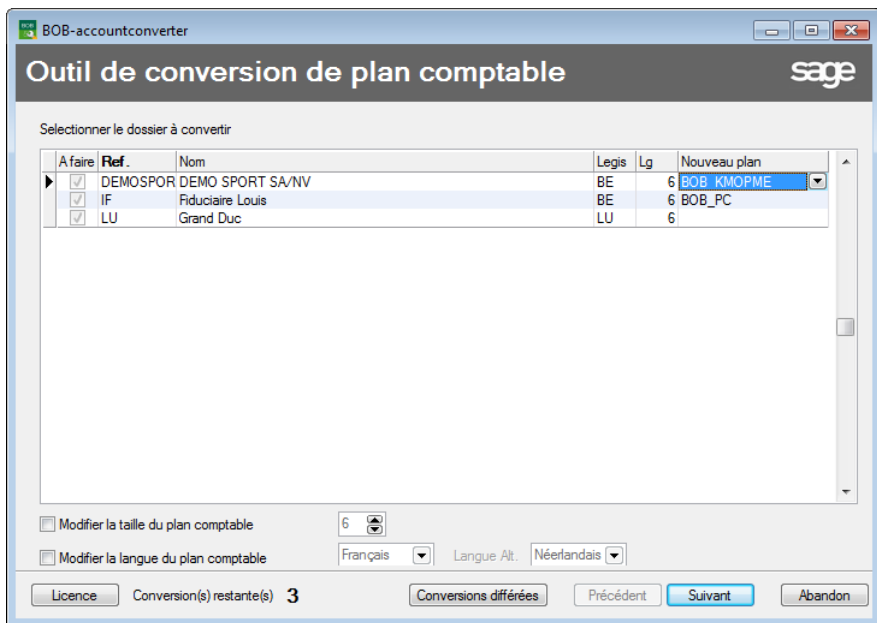 BOB-accountconverter
Outil de conversion de plan comptable sage
Selectionner le dossier à convertir
A faire Ref. Nom Legis Lg Nouveau plan
DEMOSPOR DEMO SPORT SA/NV BE 6 BOB_KMOPME
IF Fiduciaire Louis BE 6 BOB_PC
LU Grand Duc LU 6
Modifier la taille du plan comptable 6
Modifier la langue du plan comptable Français Langue Alt. Néerlandais
Licence Conversion(s) restante(s) 3 Conversions différées Précédent Suivant Abandon